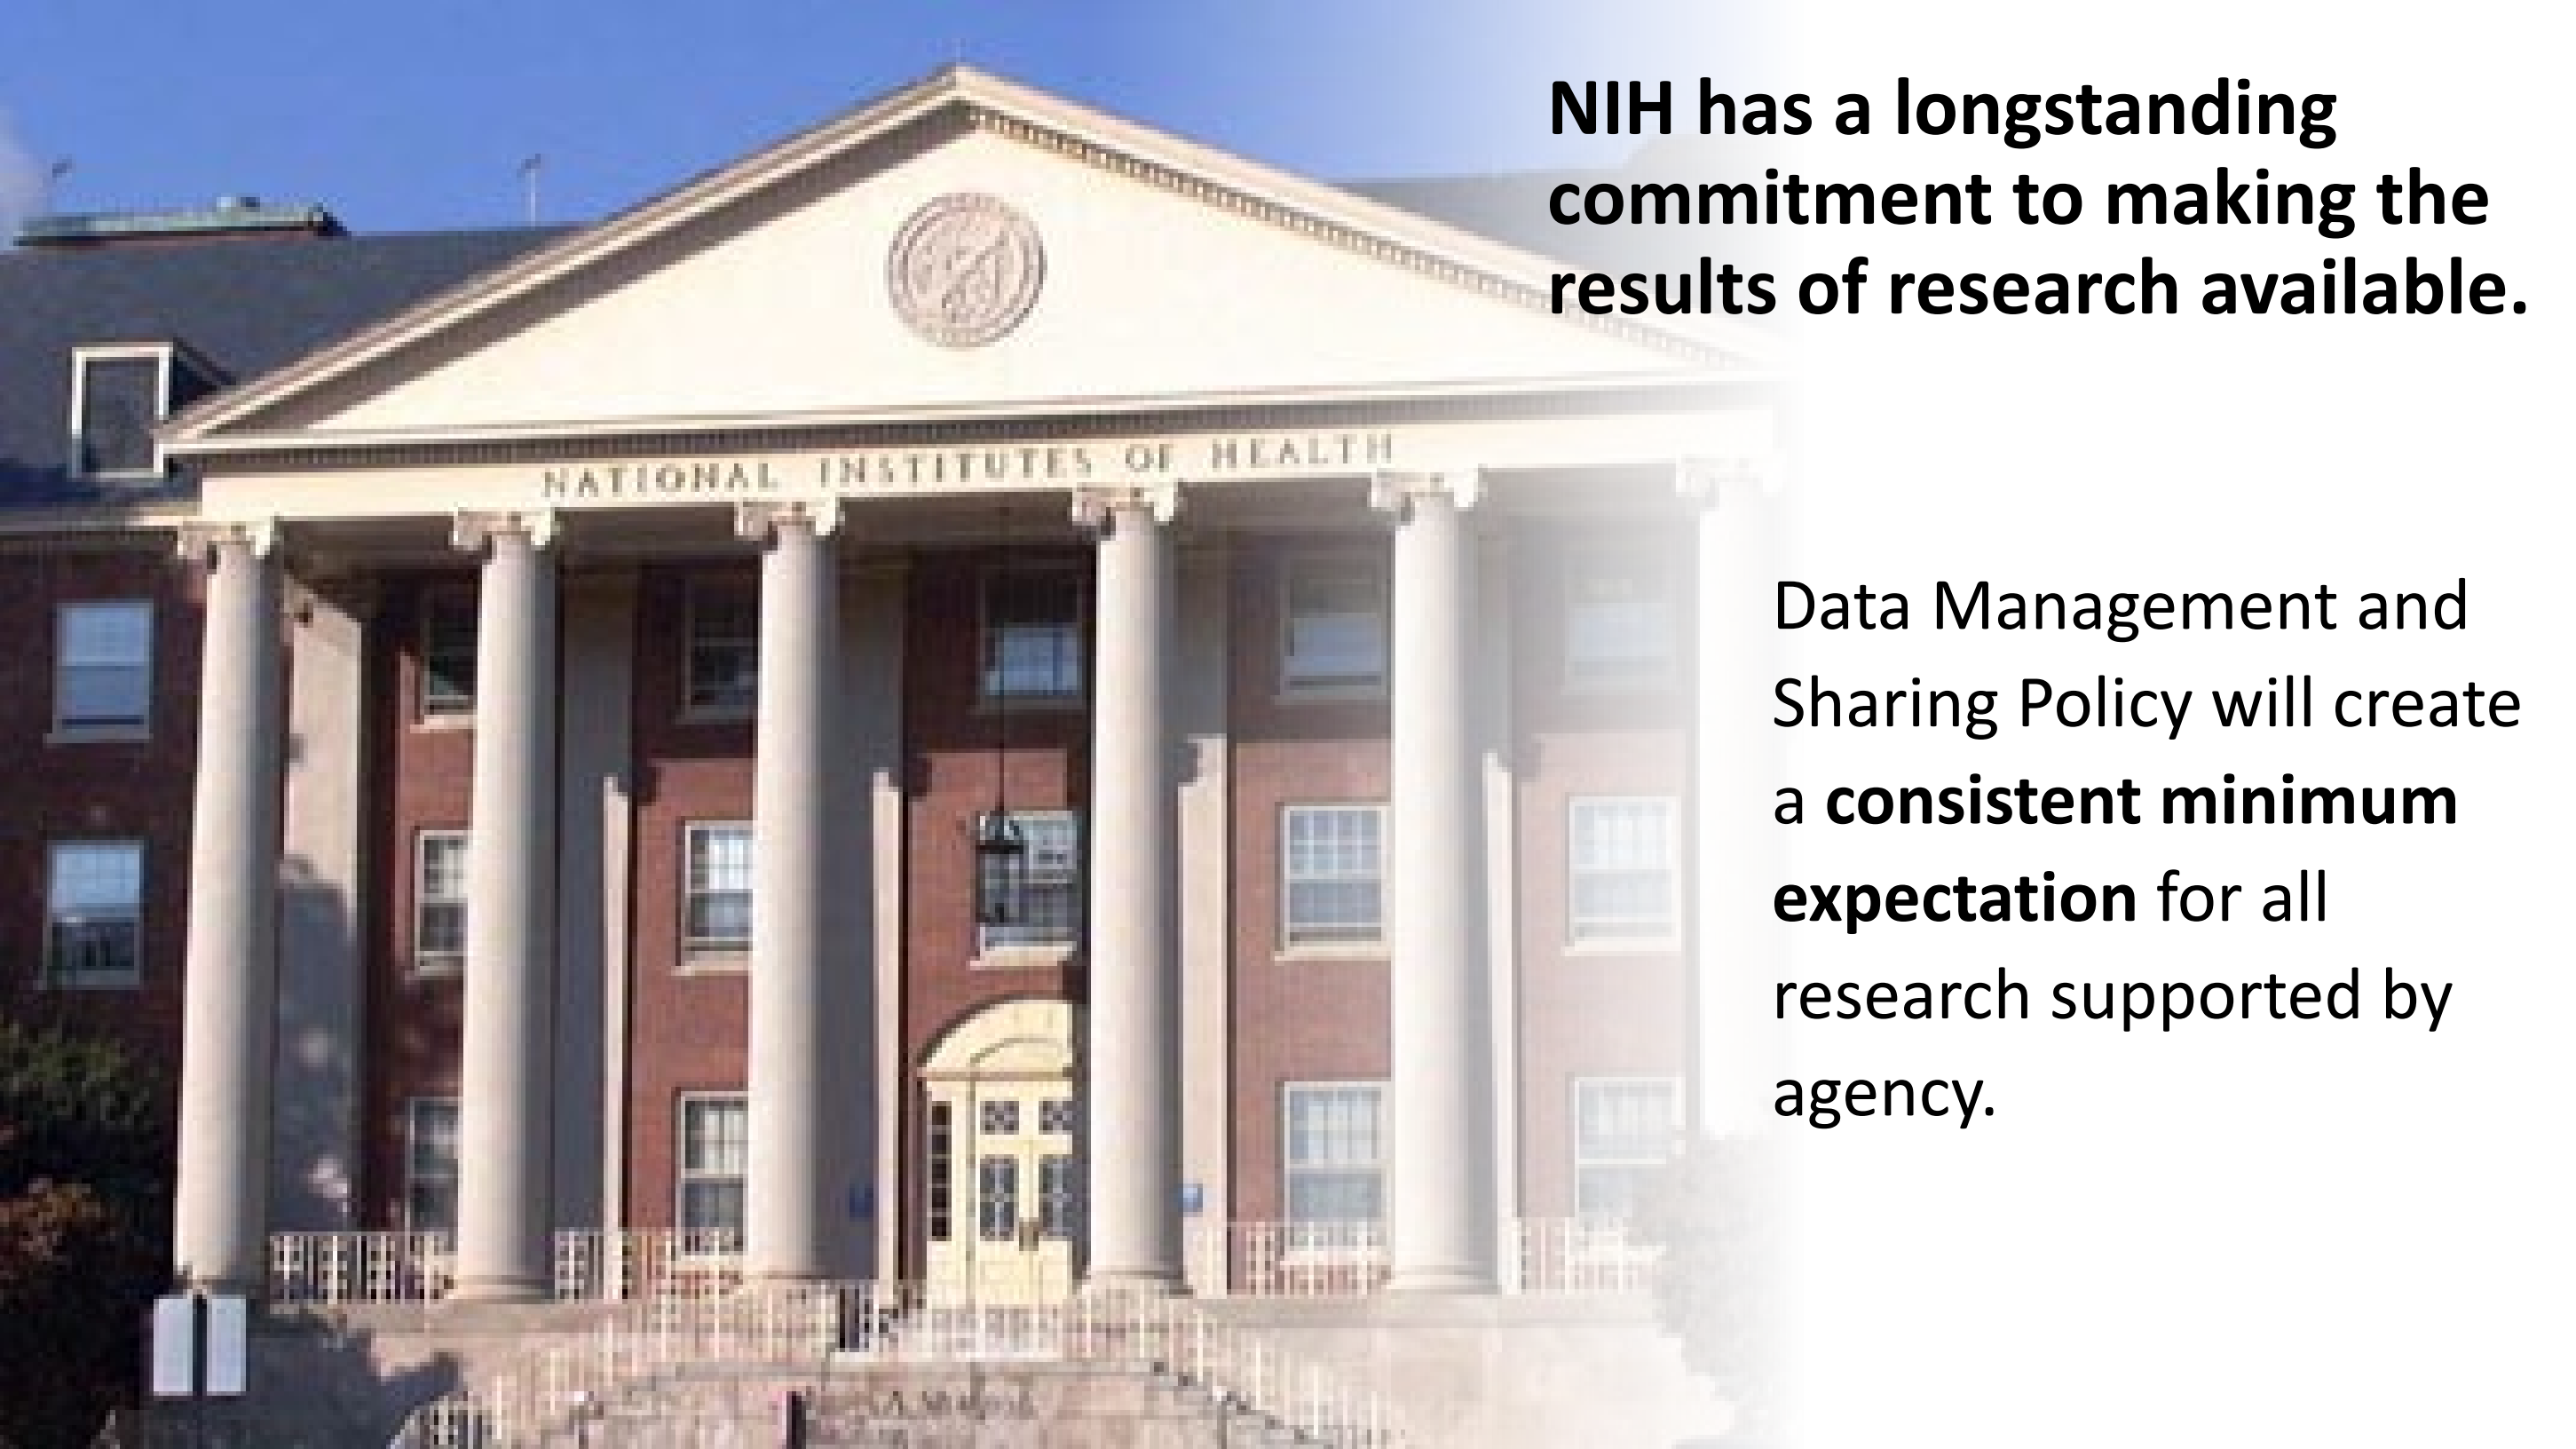 NIH has a longstanding
commitment to making the
results of research available.
NATIONAL INSTITUTES OF HEALTH
Data Management and
Sharing Policy will create
a consistent minimum
expectation for all
research supported by
agency.